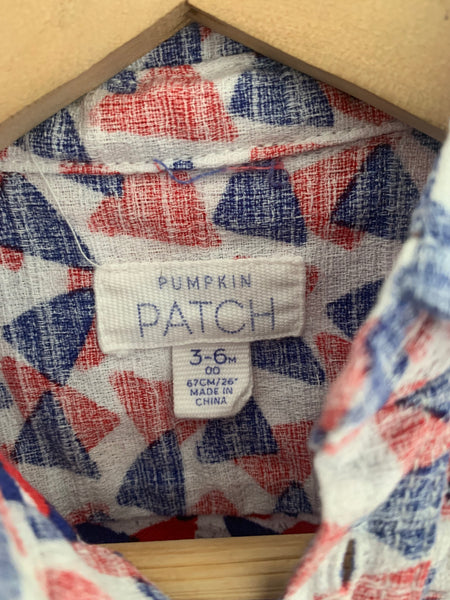 PUMPKIN
PATCH
3-6M
00
67CM/26"
MADE IN
CHINA